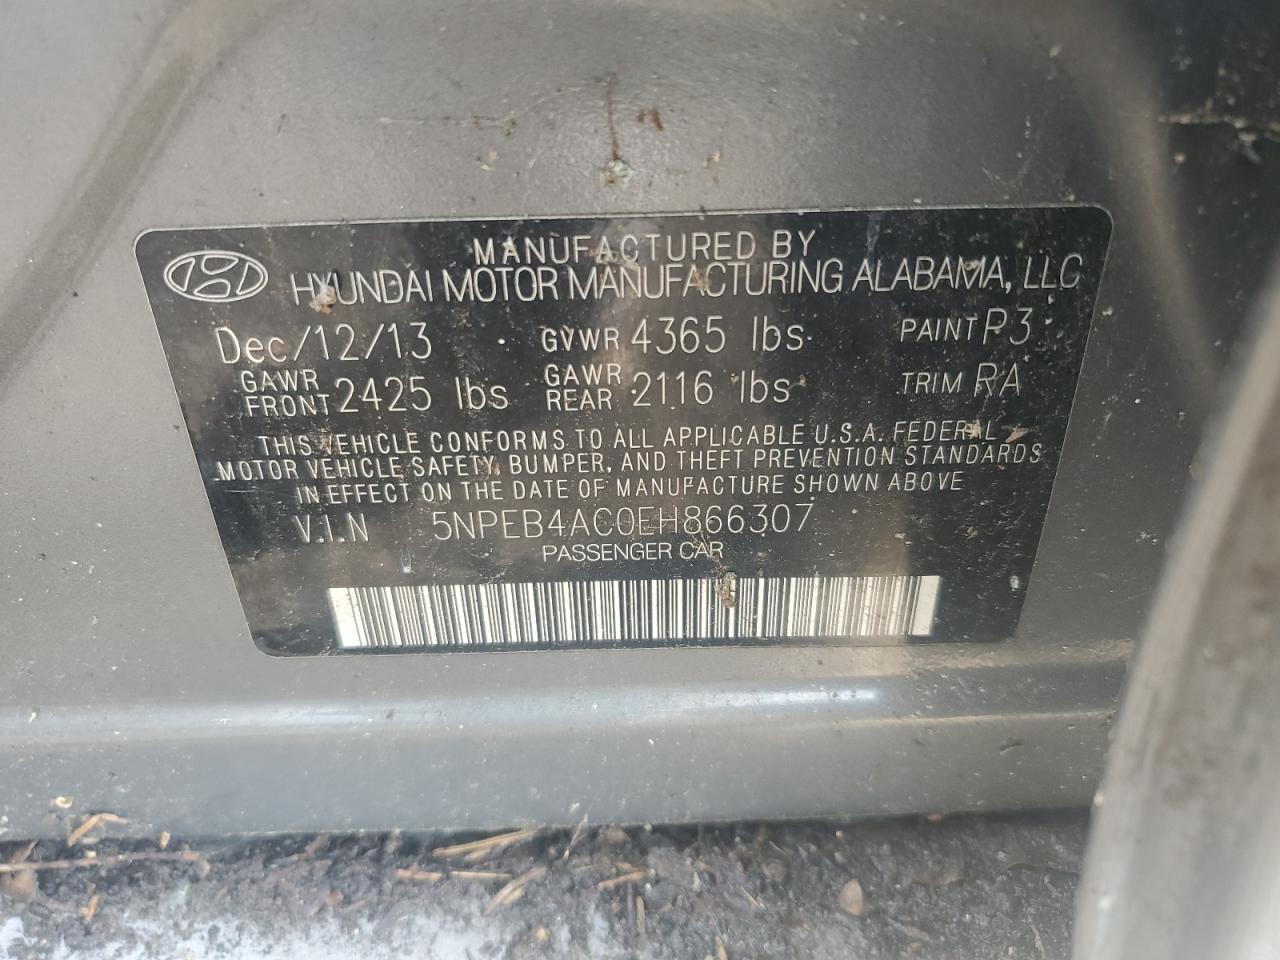 MANUFACTURED BY
HYUNDAI MOTOR MANUFACTURING ALABAMA, LLC
Dec/12/13 GVWR 4365 lbs PAINT P3
GAWR FRONT 2425 lbs GAWR REAR 2116 lbs TRIM RA
THIS VEHICLE CONFORMS TO ALL APPLICABLE U.S.A. FEDERAL
MOTOR VEHICLE SAFETY, BUMPER, AND THEFT PREVENTION STANDARDS
IN EFFECT ON THE DATE OF MANUFACTURE SHOWN ABOVE
V.I.N 5NPEB4AC0EH866307
PASSENGER CAR